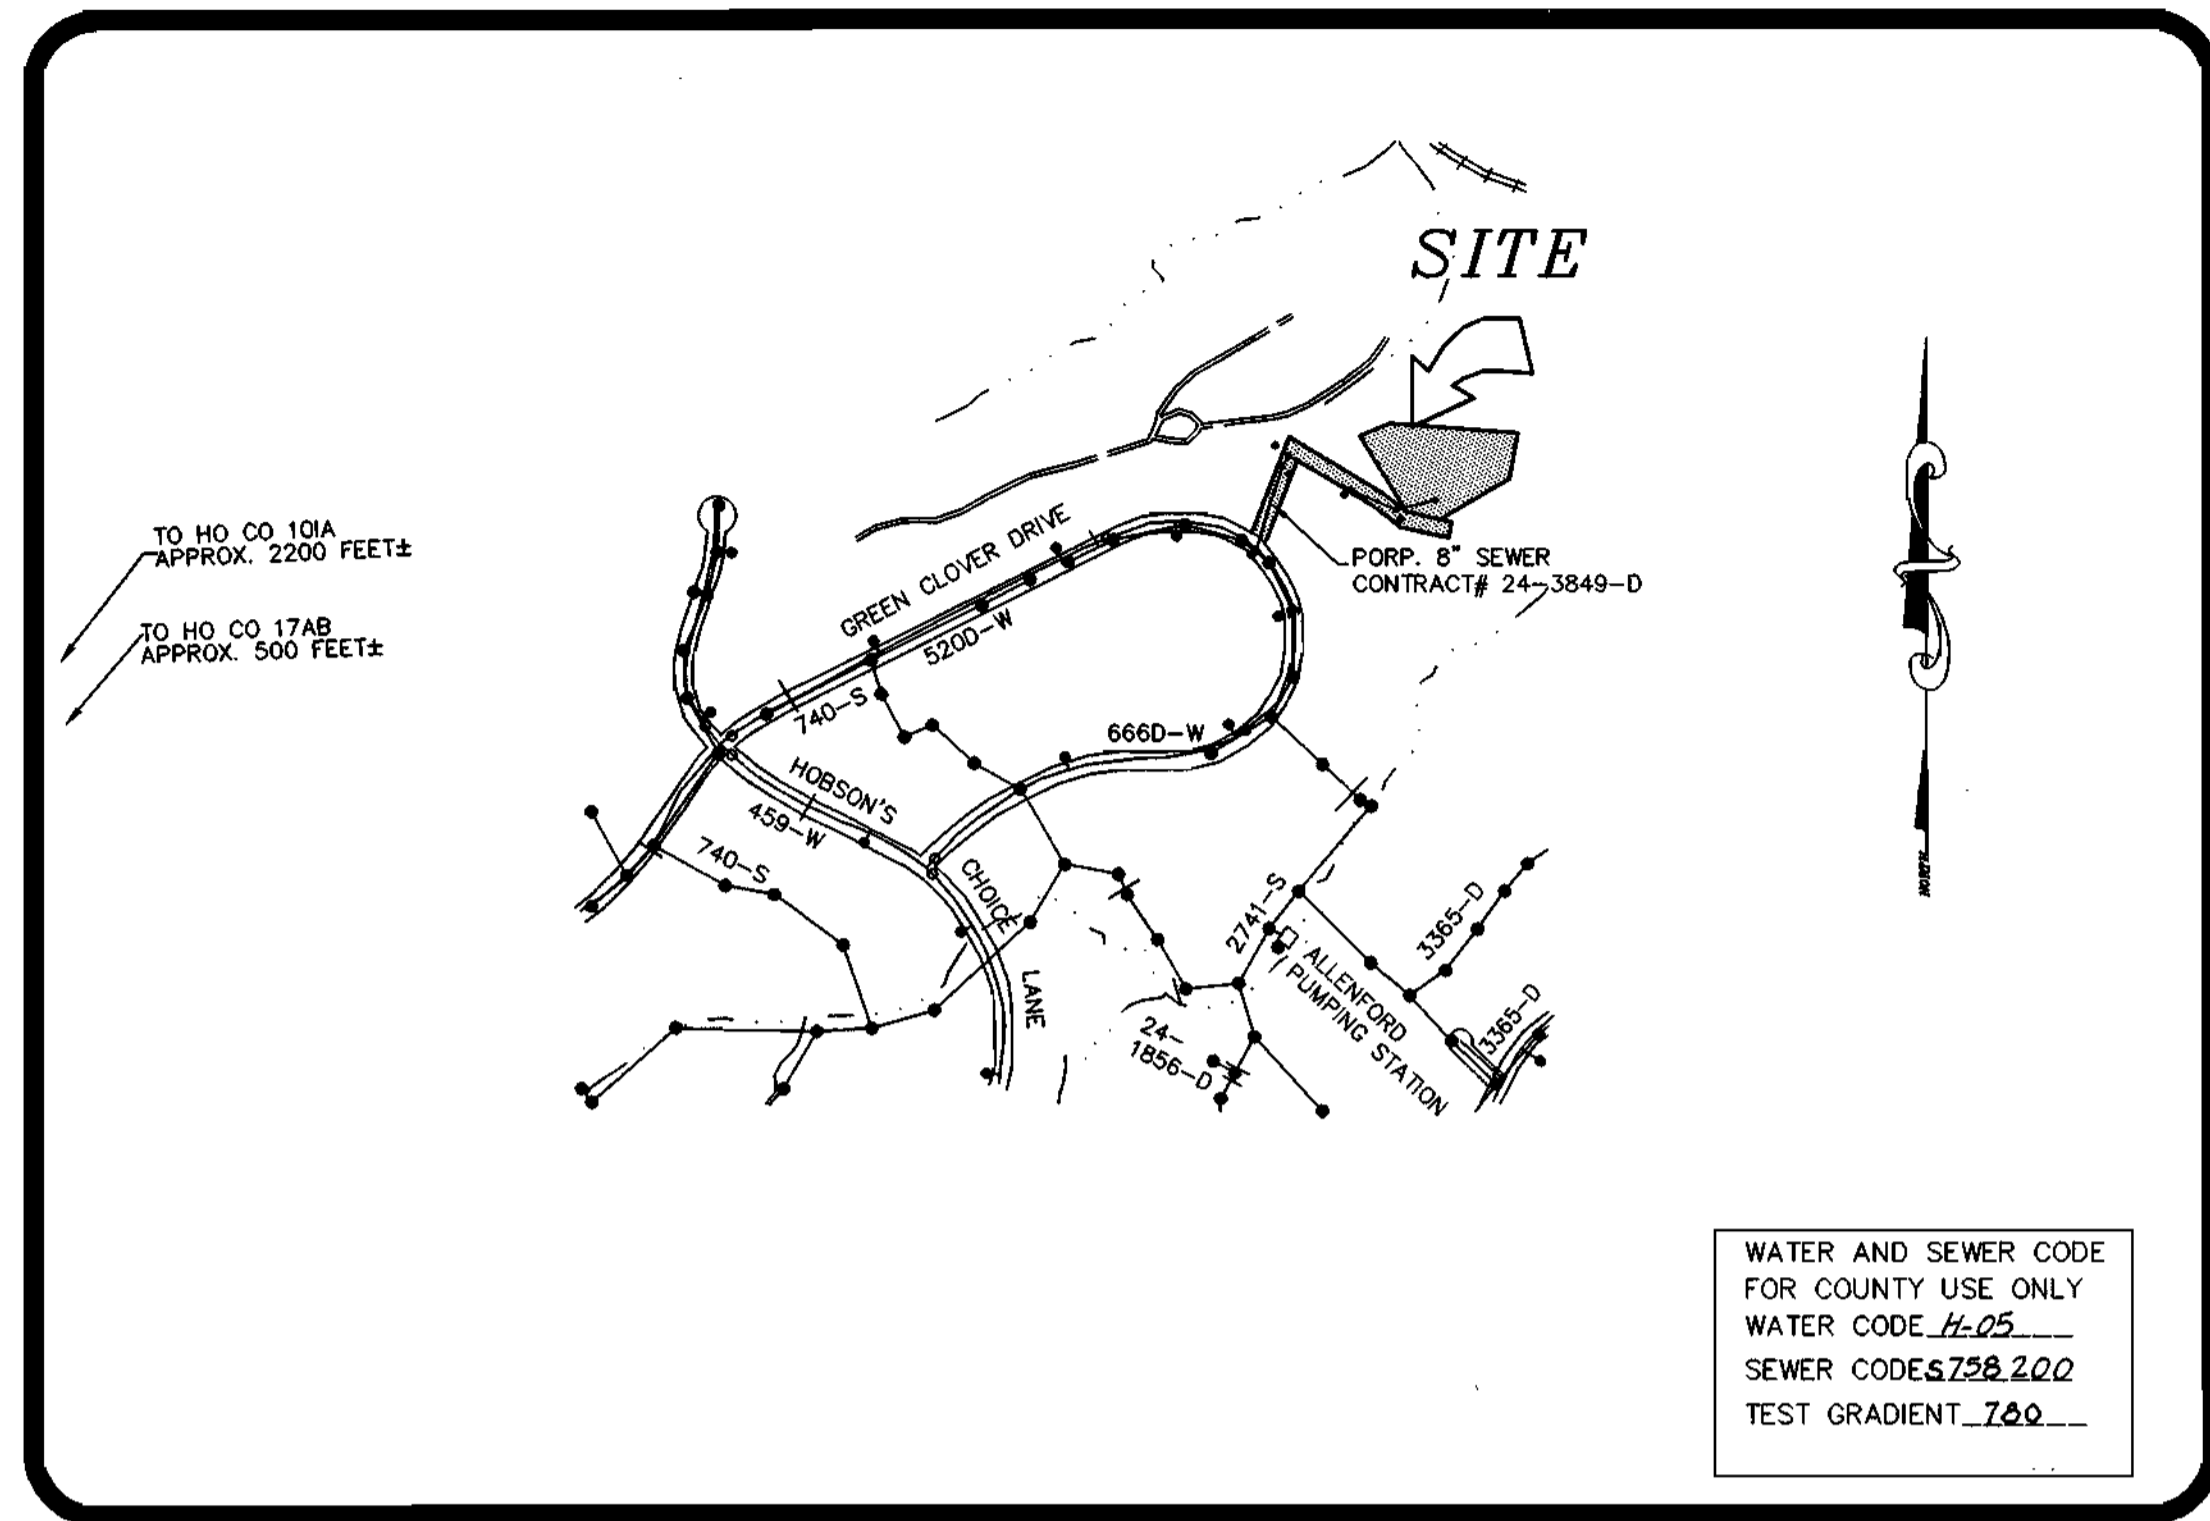 SITE
TO HO CO 101A
APPROX. 2200 FEET±
TO HO CO 17AB
APPROX. 500 FEET±
GREEN CLOVER DRIVE
520D-W
740-S
PORP. 8" SEWER
CONTRACT# 24-3849-D
666D-W
HOBSON'S
CHOICE
LANE
459-W
740-S
2741-S
ALLENFORD
PUMPING STATION
3365-D
3365-D
24-
1856-D
NORTH
WATER AND SEWER CODE
FOR COUNTY USE ONLY
WATER CODE H-05
SEWER CODE S758200
TEST GRADIENT 780